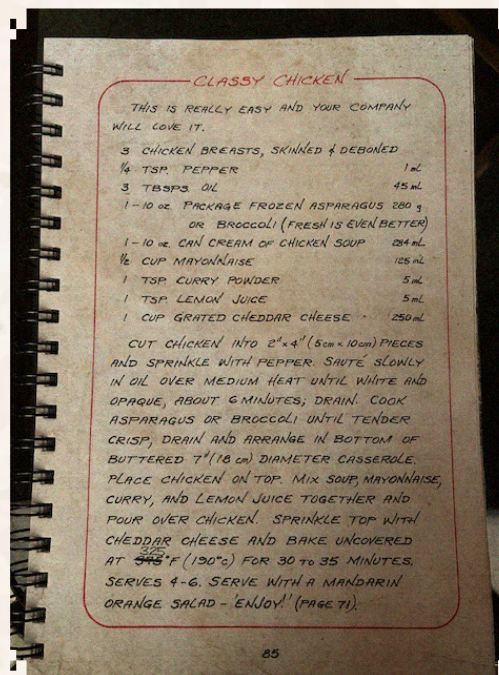 CLASSY CHICKEN
THIS IS REALLY EASY AND YOUR COMPANY
WILL LOVE IT.
3 CHICKEN BREASTS, SKINNED & DEBONED
¼ TSP. PEPPER 1 mL
3 TBSPS. OIL 45 mL
1-10 oz. PACKAGE FROZEN ASPARAGUS 280 g
OR BROCCOLI (FRESH IS EVEN BETTER)
1-10 oz. CAN CREAM OF CHICKEN SOUP 284 mL
½ CUP MAYONNAISE 125 mL
1 TSP. CURRY POWDER 5 mL
1 TSP. LEMON JUICE 5 mL
1 CUP GRATED CHEDDAR CHEESE 250 mL
CUT CHICKEN INTO 2"x 4" (5 cm x 10 cm) PIECES
AND SPRINKLE WITH PEPPER. SAUTÉ SLOWLY
IN OIL OVER MEDIUM HEAT UNTIL WHITE AND
OPAQUE, ABOUT 6 MINUTES; DRAIN. COOK
ASPARAGUS OR BROCCOLI UNTIL TENDER
CRISP, DRAIN AND ARRANGE IN BOTTOM OF
BUTTERED 7" (18 cm) DIAMETER CASSEROLE.
PLACE CHICKEN ON TOP. MIX SOUP, MAYONNAISE,
CURRY, AND LEMON JUICE TOGETHER AND
POUR OVER CHICKEN. SPRINKLE TOP WITH
CHEDDAR CHEESE AND BAKE UNCOVERED
325
AT 375°F (190°C) FOR 30 TO 35 MINUTES.
SERVES 4-6. SERVE WITH A MANDARIN
ORANGE SALAD - 'ENJOY!' (PAGE 71).
85